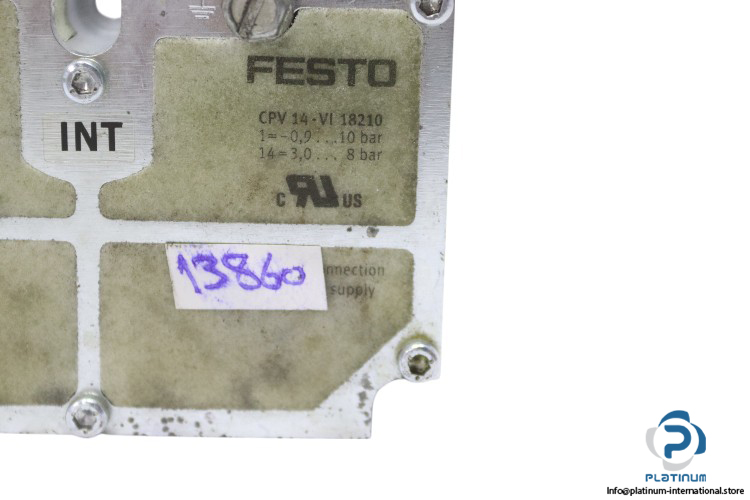 FESTO
CPV 14-VI 18210
1=-0,9...10 bar
14=3,0... 8 bar
INT
C RU US
13860
nnection
supply
PLATINUM
Info@platinum-international.store